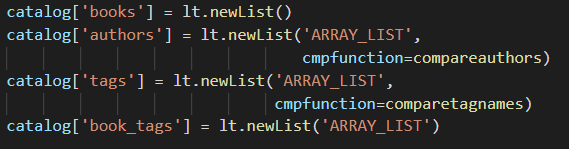 catalog['books'] = lt.newList()
catalog['authors'] = lt.newList('ARRAY_LIST',
cmpfunction=compareauthors)
catalog['tags'] = lt.newList('ARRAY_LIST',
cmpfunction=comparetagnames)
catalog['book_tags'] = lt.newList('ARRAY_LIST')